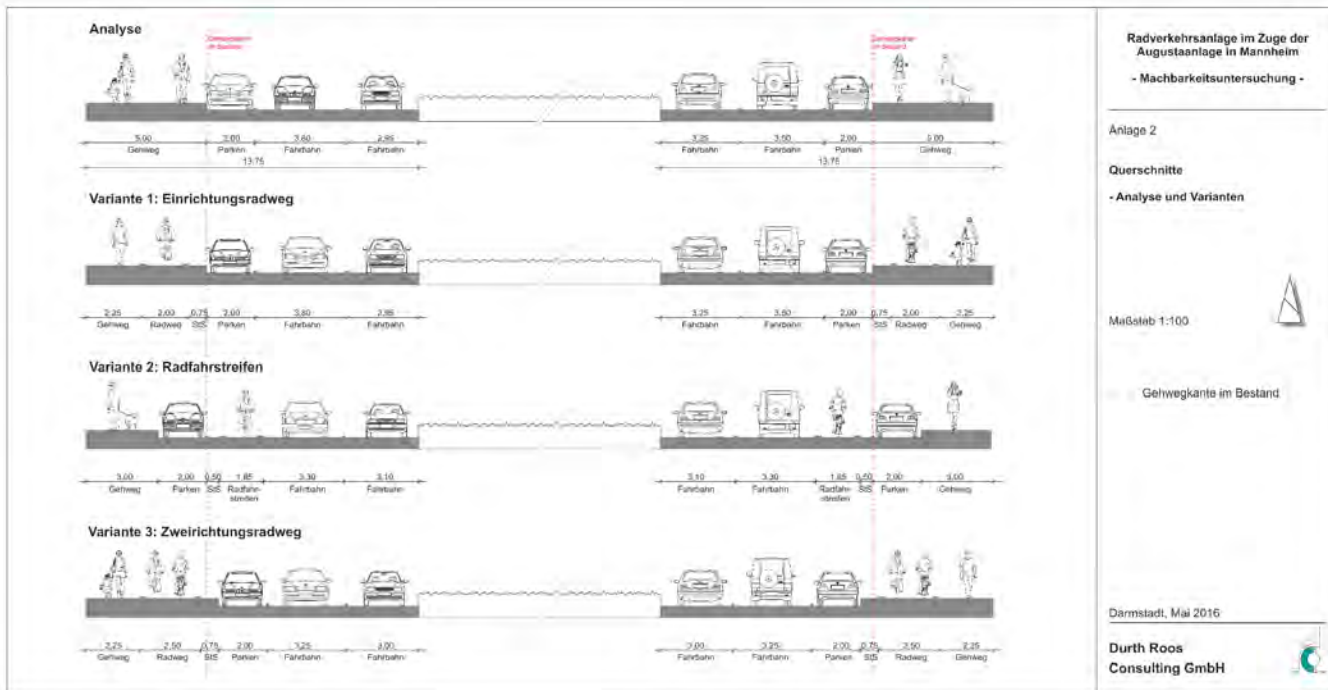 Analyse
Gehwegkante
im Bestand
Gehwegkante
im Bestand
5,00 2,00 3,80 2,95 3,25 3,50 2,00 5,00
Gehweg Parken Fahrbahn Fahrbahn Fahrbahn Fahrbahn Parken Gehweg
13,75 13,75
Variante 1: Einrichtungsradweg
2,25 2,00 0,75 2,00 3,80 2,95 3,25 3,50 2,00 0,75 2,00 2,25
Gehweg Radweg StS Parken Fahrbahn Fahrbahn Fahrbahn Fahrbahn Parken StS Radweg Gehweg
Variante 2: Radfahrstreifen
3,00 2,00 0,50 1,85 3,30 3,10 3,10 3,30 1,85 0,50 2,00 3,00
Gehweg Parken StS Radfahr- Fahrbahn Fahrbahn Fahrbahn Fahrbahn Radfahr- StS Parken Gehweg
streifen streifen
Variante 3: Zweirichtungsradweg
2,25 2,50 0,75 2,00 3,25 3,00 3,00 3,25 2,00 0,75 2,50 2,25
Gehweg Radweg StS Parken Fahrbahn Fahrbahn Fahrbahn Fahrbahn Parken StS Radweg Gehweg
Radverkehrsanlage im Zuge der
Augustaanlage in Mannheim
- Machbarkeitsuntersuchung -
Anlage 2
Querschnitte
- Analyse und Varianten
Maßstab 1:100
Gehwegkante im Bestand
Darmstadt, Mai 2016
Durth Roos
Consulting GmbH